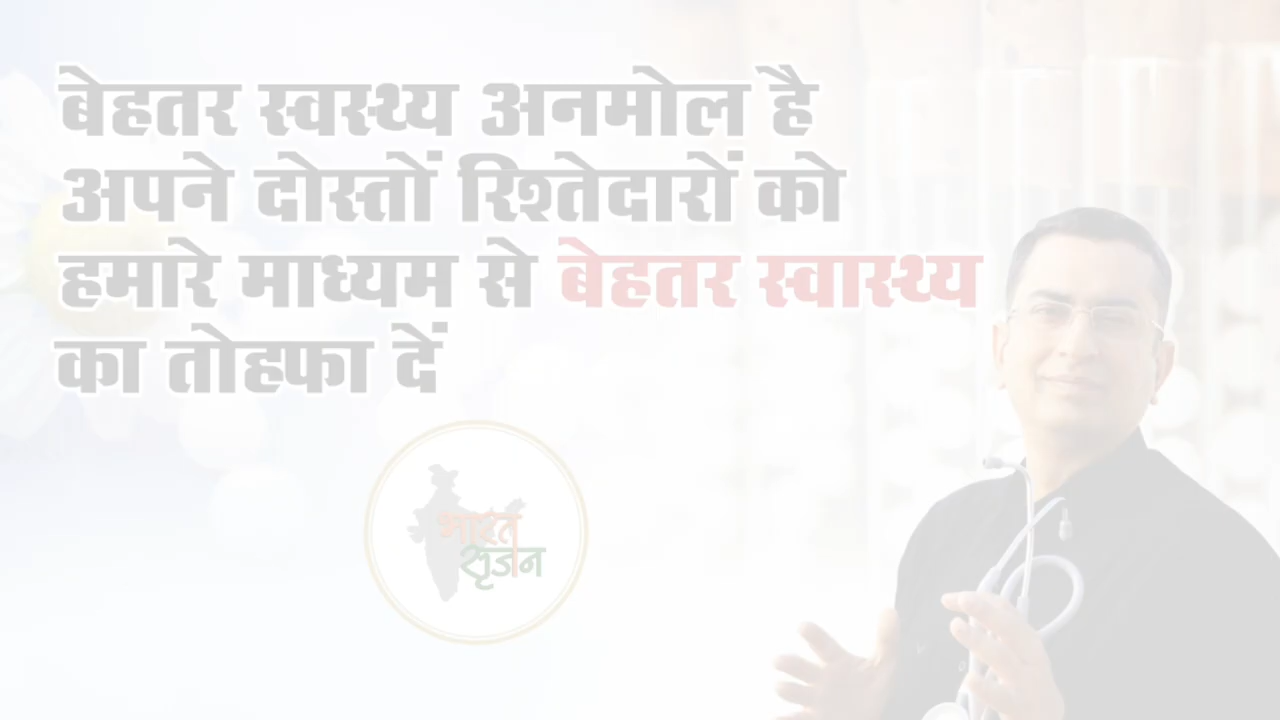 बेहतर स्वस्थ्य अनमोल है
अपने दोस्तों रिश्तेदारों को
हमारे माध्यम से बेहतर स्वास्थ्य
का तोहफा दें
भारत
सृजन